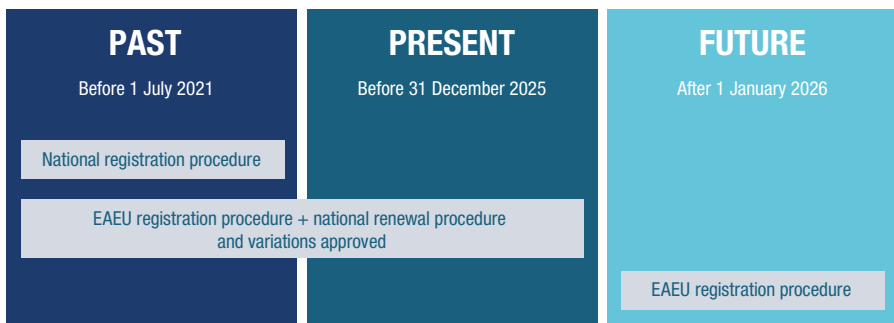 PAST
Before 1 July 2021
PRESENT
Before 31 December 2025
FUTURE
After 1 January 2026
National registration procedure
EAEU registration procedure + national renewal procedure
and variations approved
EAEU registration procedure